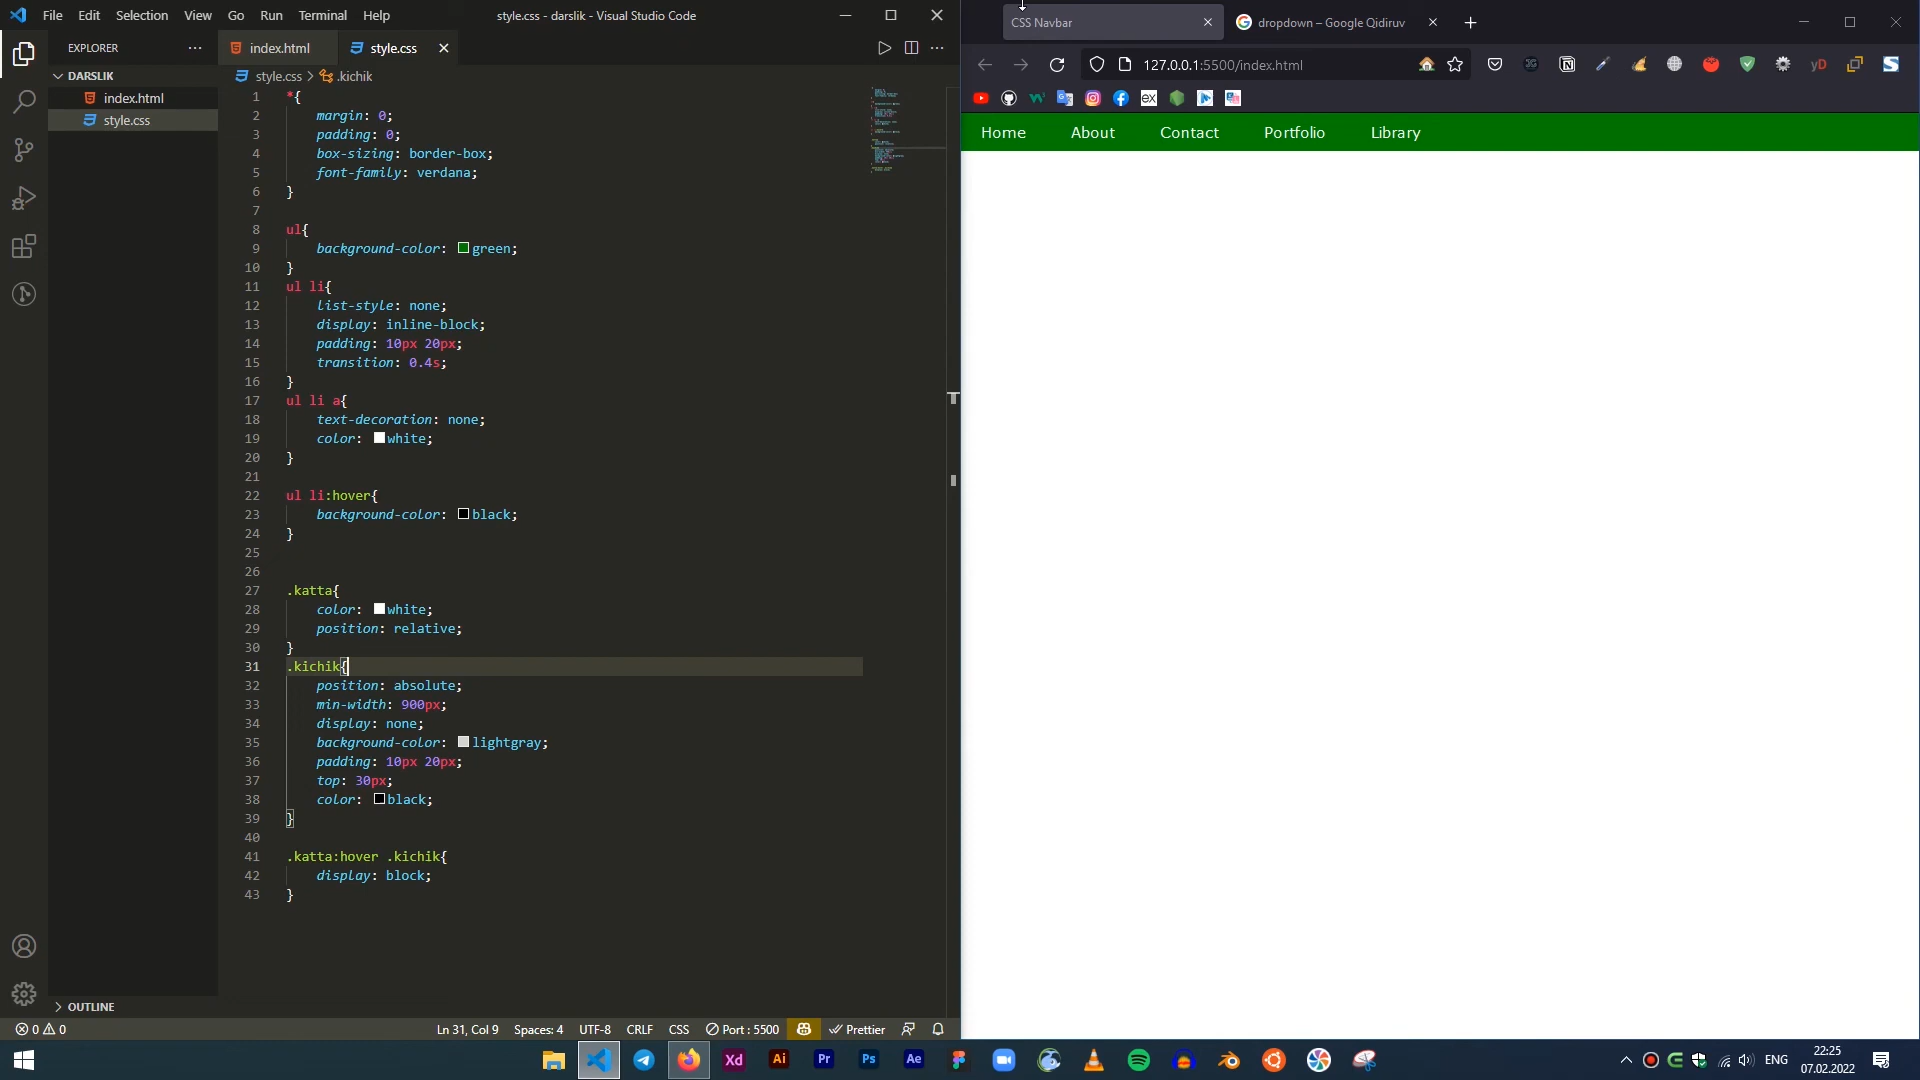 File Edit Selection View Go Run Terminal Help
style.css - darslik - Visual Studio Code
CSS Navbar
dropdown – Google Qidiruv
EXPLORER
index.html
style.css
127.0.0.1:5500/index.html
yD
DARSLIK
style.css > .kichik
index.html
style.css
Home About Contact Portfolio Library
1 *{
2 margin: 0;
3 padding: 0;
4 box-sizing: border-box;
5 font-family: verdana;
6 }
7
8 ul{
9 background-color: green;
10 }
11 ul li{
12 list-style: none;
13 display: inline-block;
14 padding: 10px 20px;
15 transition: 0.4s;
16 }
17 ul li a{
18 text-decoration: none;
19 color: white;
20 }
21
22 ul li:hover{
23 background-color: black;
24 }
25
26
27 .katta{
28 color: white;
29 position: relative;
30 }
31 .kichik{
32 position: absolute;
33 min-width: 900px;
34 display: none;
35 background-color: lightgray;
36 padding: 10px 20px;
37 top: 30px;
38 color: black;
39 }
40
41 .katta:hover .kichik{
42 display: block;
43 }
OUTLINE
0 0
Ln 31, Col 9 Spaces: 4 UTF-8 CRLF CSS Port : 5500 Prettier
Xd Ai Pr Ps Ae
ENG
22:25
07.02.2022